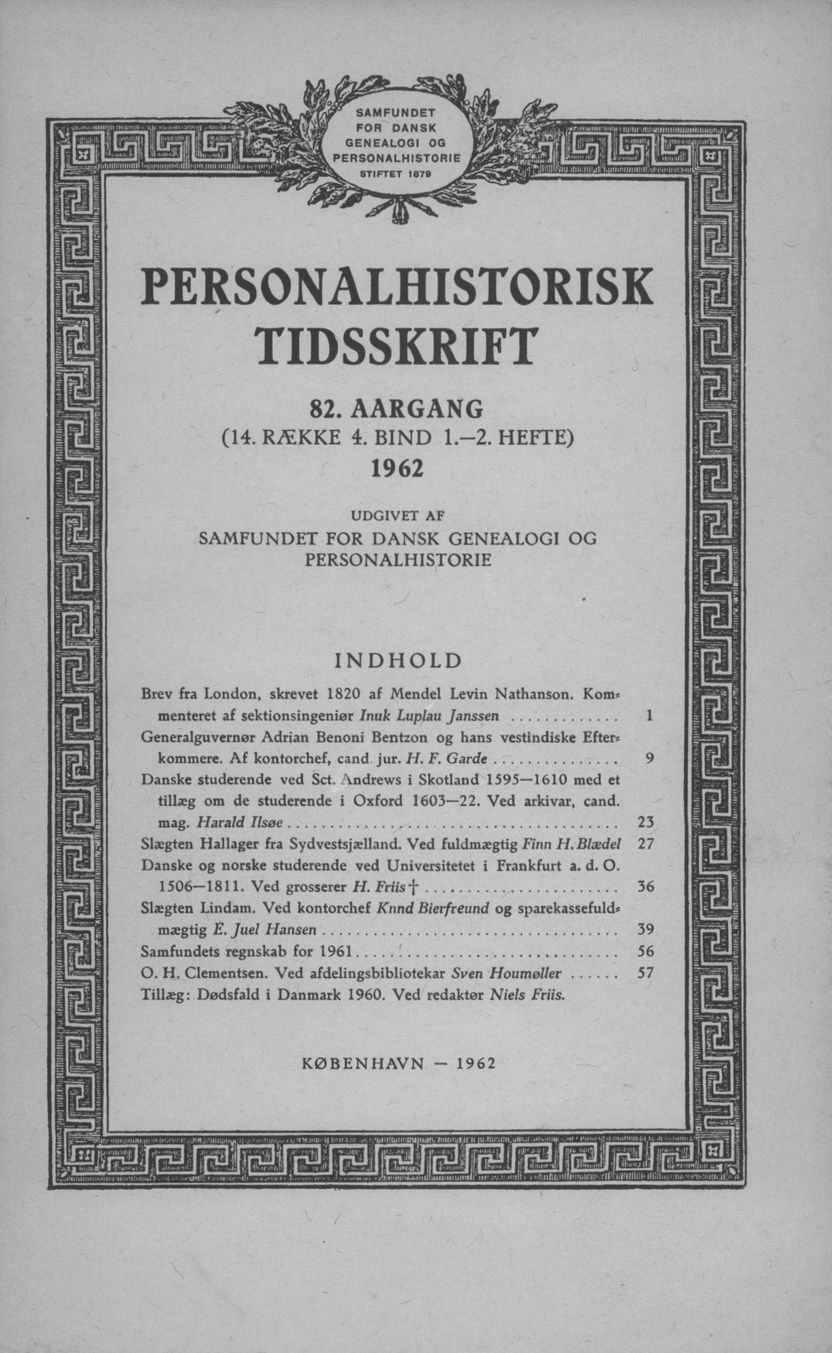 SAMFUNDET
FOR DANSK
GENEALOGI OG
PERSONALHISTORIE
STIFTET 1879
PERSONALHISTORISK
TIDSSKRIFT
82. AARGANG
(14. RÆKKE 4. BIND 1.—2. HEFTE)
1962
UDGIVET AF
SAMFUNDET FOR DANSK GENEALOGI OG
PERSONALHISTORIE
INDHOLD
Brev fra London, skrevet 1820 af Mendel Levin Nathanson. Kom-
menteret af sektionsingeniør Inuk Luplau Janssen ............. 1
Generalguvernør Adrian Benoni Bentzon og hans vestindiske Efter-
kommere. Af kontorchef, cand. jur. H. F. Garde ............... 9
Danske studerende ved Sct. Andrews i Skotland 1595—1610 med et
tillæg om de studerende i Oxford 1603—22. Ved arkivar, cand.
mag. Harald Ilsøe ....................................... 23
Slægten Hallager fra Sydvestsjælland. Ved fuldmægtig Finn H. Blædel 27
Danske og norske studerende ved Universitetet i Frankfurt a. d. O.
1506—1811. Ved grosserer H. Friis † ....................... 36
Slægten Lindam. Ved kontorchef Knnd Bierfreund og sparekassefuld-
mægtig E. Juel Hansen ................................... 39
Samfundets regnskab for 1961 ............................... 56
O. H. Clementsen. Ved afdelingsbibliotekar Sven Houmøller ...... 57
Tillæg: Dødsfald i Danmark 1960. Ved redaktør Niels Friis.
KØBENHAVN — 1962